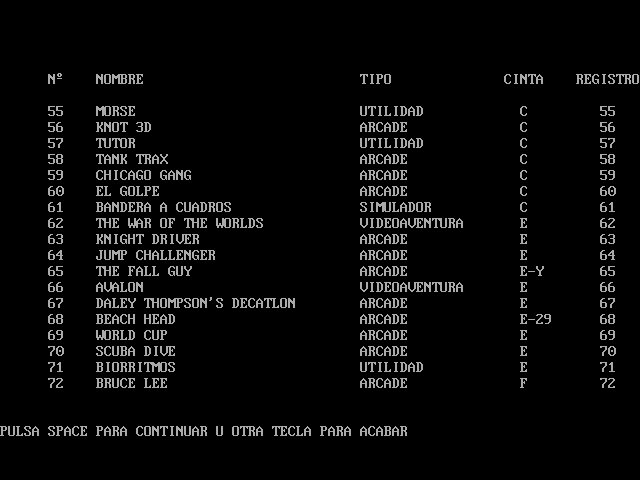 Nº NOMBRE TIPO CINTA REGISTRO
55 MORSE UTILIDAD C 55
56 KNOT 3D ARCADE C 56
57 TUTOR UTILIDAD C 57
58 TANK TRAX ARCADE C 58
59 CHICAGO GANG ARCADE C 59
60 EL GOLPE ARCADE C 60
61 BANDERA A CUADROS SIMULADOR C 61
62 THE WAR OF THE WORLDS VIDEOAVENTURA E 62
63 KNIGHT DRIVER ARCADE E 63
64 JUMP CHALLENGER ARCADE E 64
65 THE FALL GUY ARCADE E-Y 65
66 AVALON VIDEOAVENTURA E 66
67 DALEY THOMPSON'S DECATLON ARCADE E 67
68 BEACH HEAD ARCADE E-29 68
69 WORLD CUP ARCADE E 69
70 SCUBA DIVE ARCADE E 70
71 BIORRITMOS UTILIDAD E 71
72 BRUCE LEE ARCADE F 72
PULSA SPACE PARA CONTINUAR U OTRA TECLA PARA ACABAR